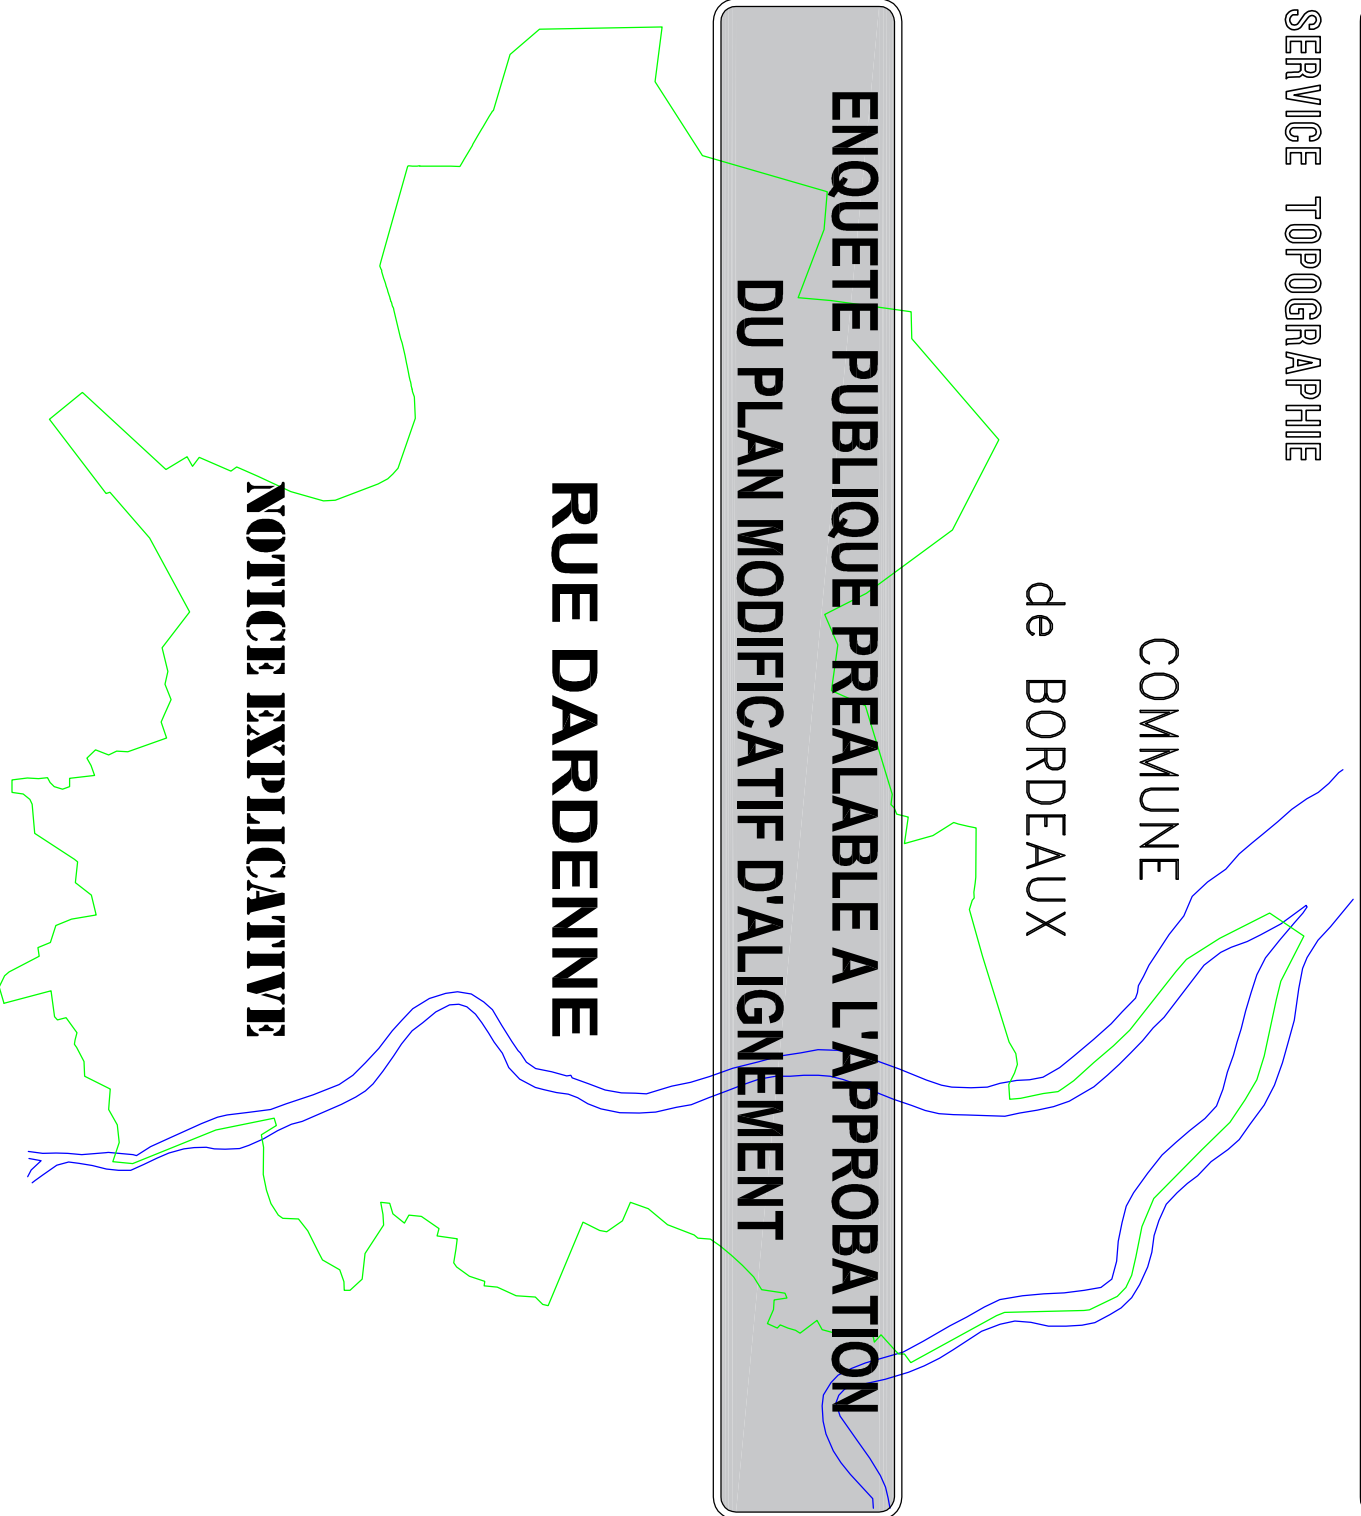 SERVICE TOPOGRAPHIE
COMMUNE
de BORDEAUX
ENQUETE PUBLIQUE PREALABLE A L'APPROBATION
DU PLAN MODIFICATIF D'ALIGNEMENT
RUE DARDENNE
NOTICE EXPLICATIVE